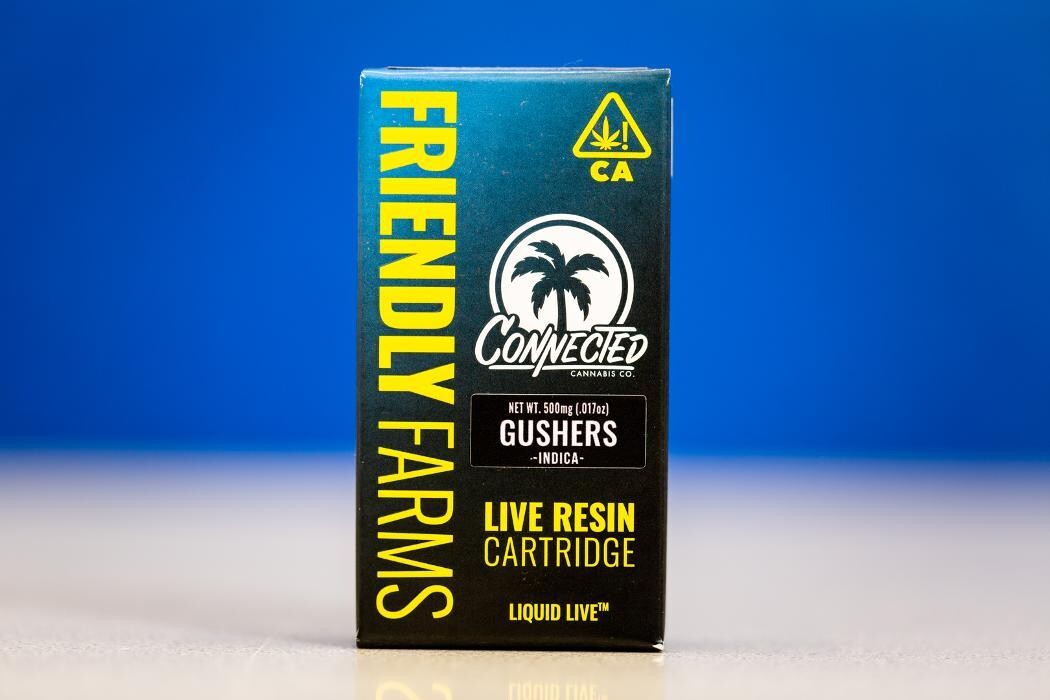 FRIENDLY FARMS
CA
CONNECTED
CANNABIS CO.
NET WT. 500mg (.017oz)
GUSHERS
-INDICA-
LIVE RESIN
CARTRIDGE
LIQUID LIVE™